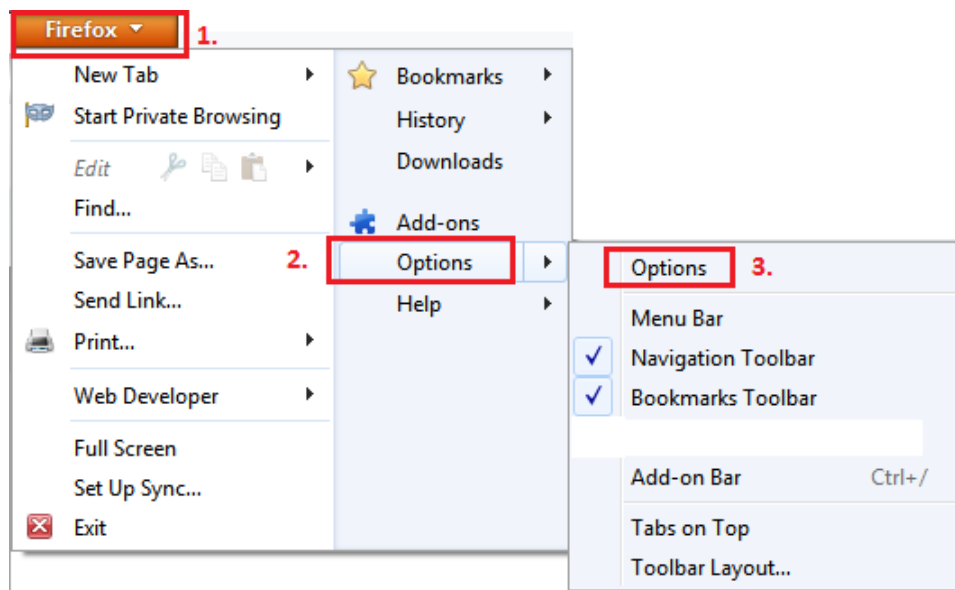 Firefox
1.
New Tab
Start Private Browsing
Edit
Find...
Save Page As...
Send Link...
Print...
Web Developer
Full Screen
Set Up Sync...
Exit
Bookmarks
History
Downloads
Add-ons
2.
Options
Help
Options
3.
Menu Bar
Navigation Toolbar
Bookmarks Toolbar
Add-on Bar Ctrl+/
Tabs on Top
Toolbar Layout...